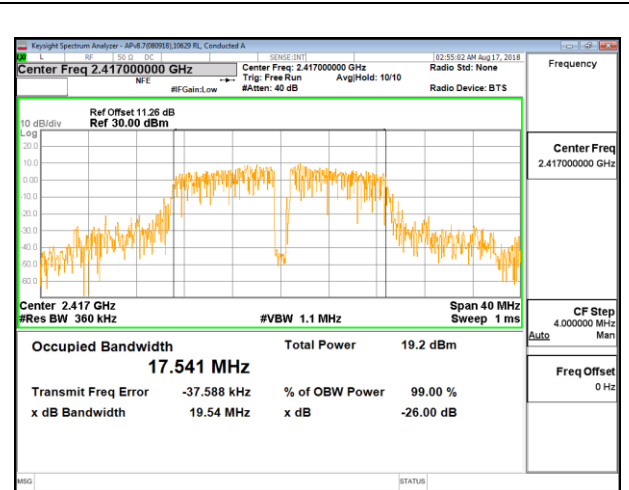 Keysight Spectrum Analyzer - APv8.7(080918),10629 RL, Conducted A
L RF 50 Ω DC SENSE:INT 02:55:02 AM Aug 17, 2018
Center Freq 2.417000000 GHz Center Freq: 2.417000000 GHz Radio Std: None Frequency
NFE Trig: Free Run Avg|Hold: 10/10
#IFGain:Low #Atten: 40 dB Radio Device: BTS
Ref Offset 11.26 dB
10 dB/div Ref 30.00 dBm
Log
20.0
10.0
0.00
-10.0
-20.0
-30.0
-40.0
-50.0
-60.0
Center Freq
2.417000000 GHz
Center 2.417 GHz Span 40 MHz
#Res BW 360 kHz #VBW 1.1 MHz Sweep 1 ms
CF Step
4.000000 MHz
Auto Man
Occupied Bandwidth Total Power 19.2 dBm
17.541 MHz
Freq Offset
0 Hz
Transmit Freq Error -37.588 kHz % of OBW Power 99.00 %
x dB Bandwidth 19.54 MHz x dB -26.00 dB
MSG STATUS